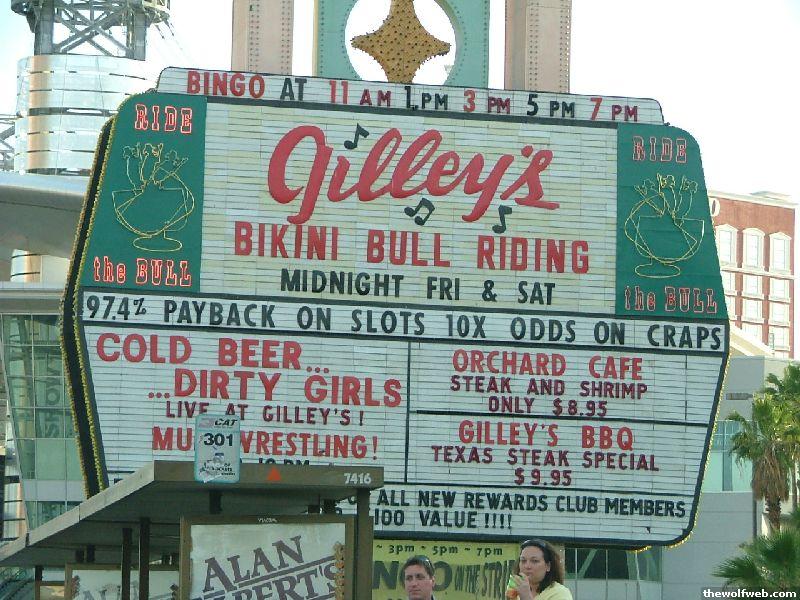 BINGO AT 11 AM 1 PM 3 PM 5 PM 7 PM
RIDE
the BULL
Gilley's
BIKINI BULL RIDING
MIDNIGHT FRI & SAT
RIDE
the BULL
97.4% PAYBACK ON SLOTS 10X ODDS ON CRAPS
COLD BEER...
...DIRTY GIRLS
LIVE AT GILLEY'S!
WRESTLING!
ORCHARD CAFE
STEAK AND SHRIMP
ONLY $8.95
GILLEY'S BBQ
TEXAS STEAK SPECIAL
$9.95
ALL NEW REWARDS CLUB MEMBERS
100 VALUE !!!!
CAT
301
7416
ALAN
~ 3pm ~ 5pm ~ 7pm
ON THE STRIP
thewolfweb.com